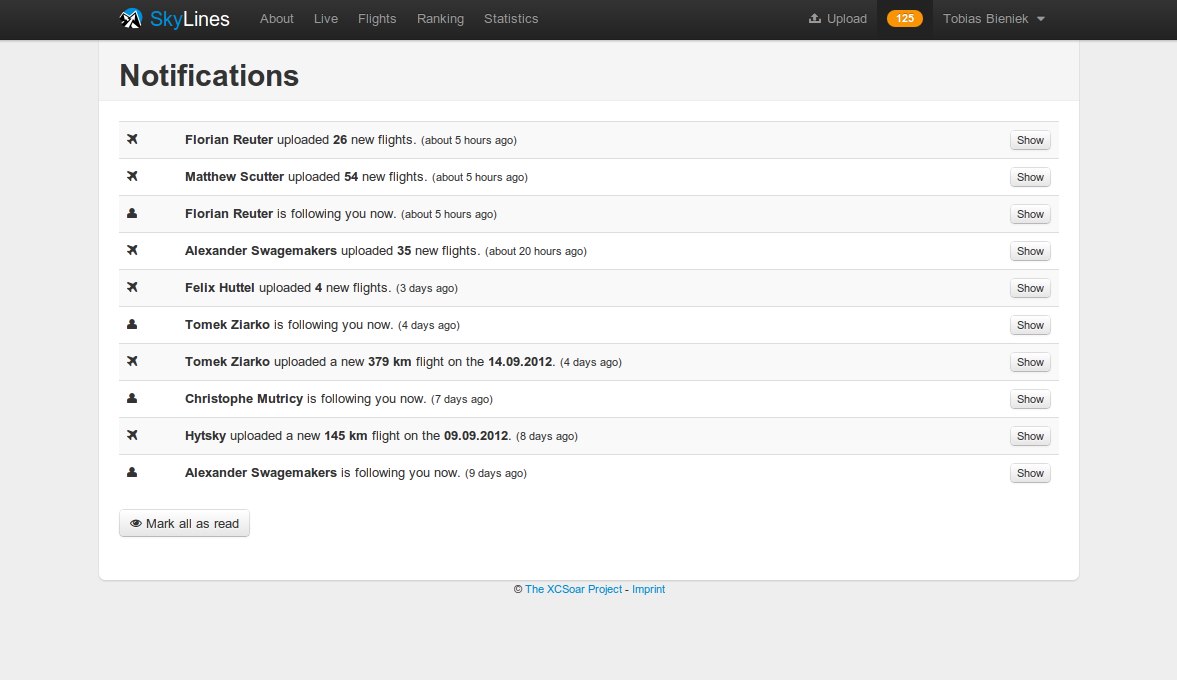 SkyLines About Live Flights Ranking Statistics Upload 125 Tobias Bieniek
Notifications
Florian Reuter uploaded 26 new flights. (about 5 hours ago) Show
Matthew Scutter uploaded 54 new flights. (about 5 hours ago) Show
Florian Reuter is following you now. (about 5 hours ago) Show
Alexander Swagemakers uploaded 35 new flights. (about 20 hours ago) Show
Felix Huttel uploaded 4 new flights. (3 days ago) Show
Tomek Ziarko is following you now. (4 days ago) Show
Tomek Ziarko uploaded a new 379 km flight on the 14.09.2012. (4 days ago) Show
Christophe Mutricy is following you now. (7 days ago) Show
Hytsky uploaded a new 145 km flight on the 09.09.2012. (8 days ago) Show
Alexander Swagemakers is following you now. (9 days ago) Show
Mark all as read
© The XCSoar Project - Imprint